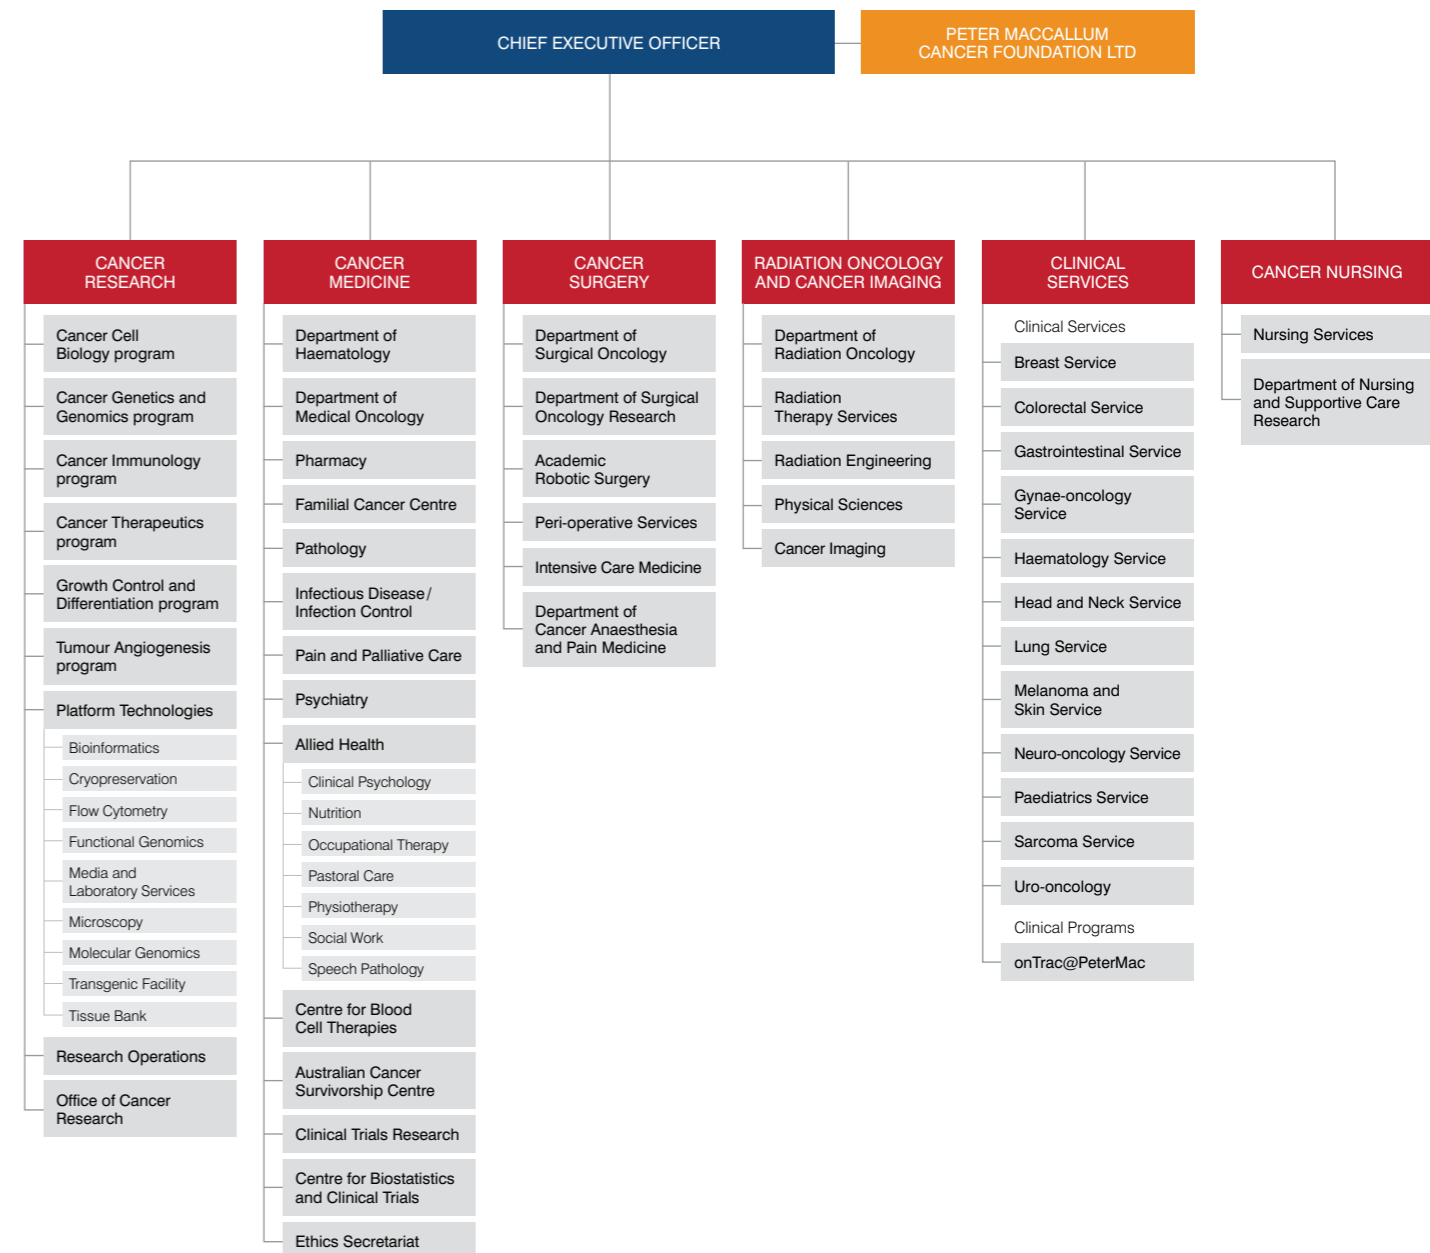 CHIEF EXECUTIVE OFFICER
PETER MACCALLUM
CANCER FOUNDATION LTD
CANCER
RESEARCH
Cancer Cell
Biology program
Cancer Genetics and
Genomics program
Cancer Immunology
program
Cancer Therapeutics
program
Growth Control and
Differentiation program
Tumour Angiogenesis
program
Platform Technologies
Bioinformatics
Cryopreservation
Flow Cytometry
Functional Genomics
Media and
Laboratory Services
Microscopy
Molecular Genomics
Transgenic Facility
Tissue Bank
Research Operations
Office of Cancer
Research
CANCER
MEDICINE
Department of
Haematology
Department of
Medical Oncology
Pharmacy
Familial Cancer Centre
Pathology
Infectious Disease/
Infection Control
Pain and Palliative Care
Psychiatry
Allied Health
Clinical Psychology
Nutrition
Occupational Therapy
Pastoral Care
Physiotherapy
Social Work
Speech Pathology
Centre for Blood
Cell Therapies
Australian Cancer
Survivorship Centre
Clinical Trials Research
Centre for Biostatistics
and Clinical Trials
Ethics Secretariat
CANCER
SURGERY
Department of
Surgical Oncology
Department of Surgical
Oncology Research
Academic
Robotic Surgery
Peri-operative Services
Intensive Care Medicine
Department of
Cancer Anaesthesia
and Pain Medicine
RADIATION ONCOLOGY
AND CANCER IMAGING
Department of
Radiation Oncology
Radiation
Therapy Services
Radiation Engineering
Physical Sciences
Cancer Imaging
CLINICAL
SERVICES
Clinical Services
Breast Service
Colorectal Service
Gastrointestinal Service
Gynae-oncology
Service
Haematology Service
Head and Neck Service
Lung Service
Melanoma and
Skin Service
Neuro-oncology Service
Paediatrics Service
Sarcoma Service
Uro-oncology
Clinical Programs
onTrac@PeterMac
CANCER NURSING
Nursing Services
Department of Nursing
and Supportive Care
Research